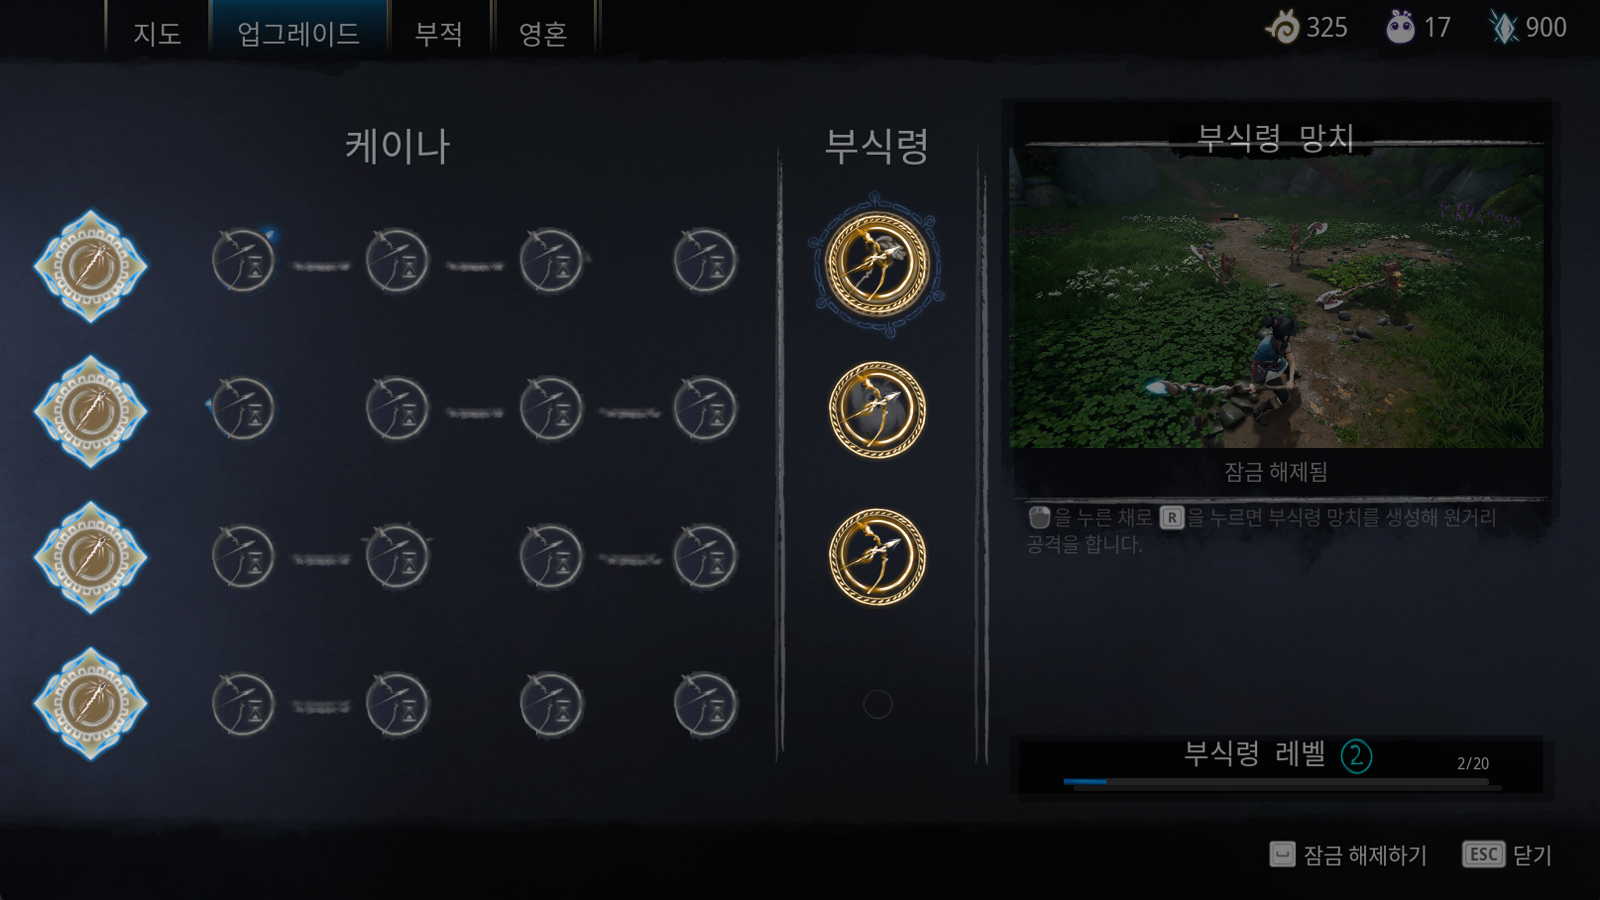 지도
업그레이드
부적
영혼
325
17
900
케이나
부식령
부식령 망치
잠금 해제됨
을 누른 채로 R을 누르면 부식령 망치를 생성해 원거리
공격을 합니다.
부식령 레벨 2
2/20
잠금 해제하기
ESC 닫기